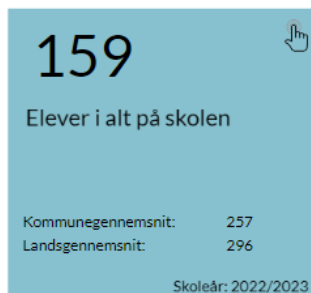 159
Elever i alt på skolen
Kommunegennemsnit: 257
Landsgennemsnit: 296
Skoleår: 2022/2023